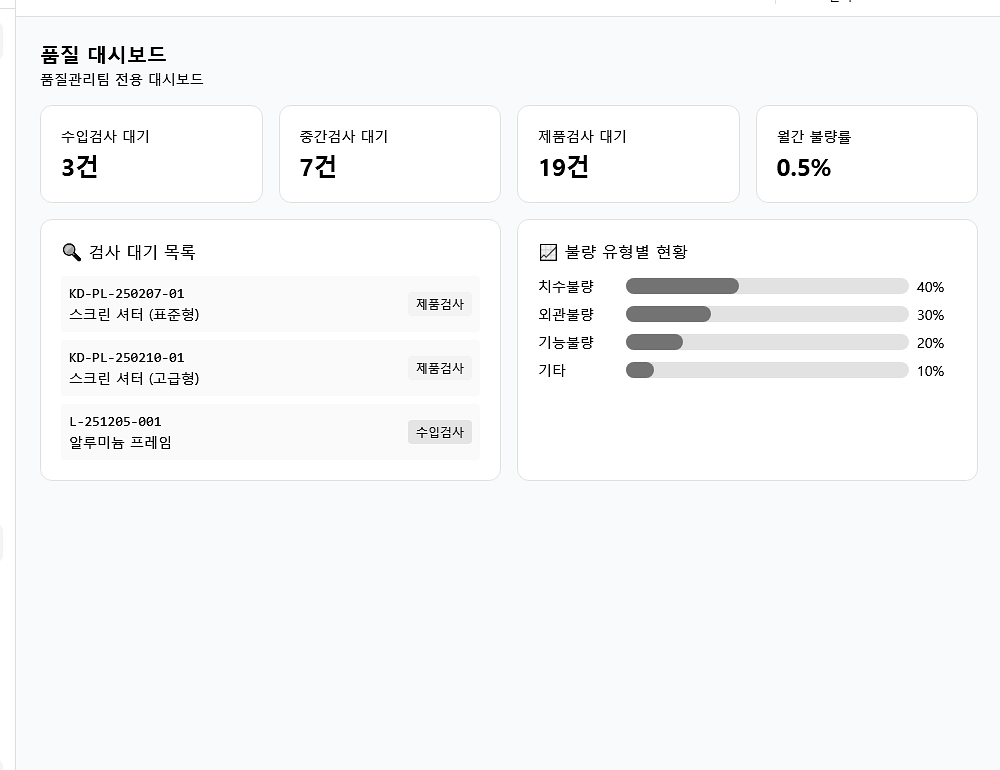 품질 대시보드
품질관리팀 전용 대시보드
수입검사 대기
3건
중간검사 대기
7건
제품검사 대기
19건
월간 불량률
0.5%
검사 대기 목록
KD-PL-250207-01
스크린 셔터 (표준형)
제품검사
KD-PL-250210-01
스크린 셔터 (고급형)
제품검사
L-251205-001
알루미늄 프레임
수입검사
불량 유형별 현황
치수불량 40%
외관불량 30%
기능불량 20%
기타 10%